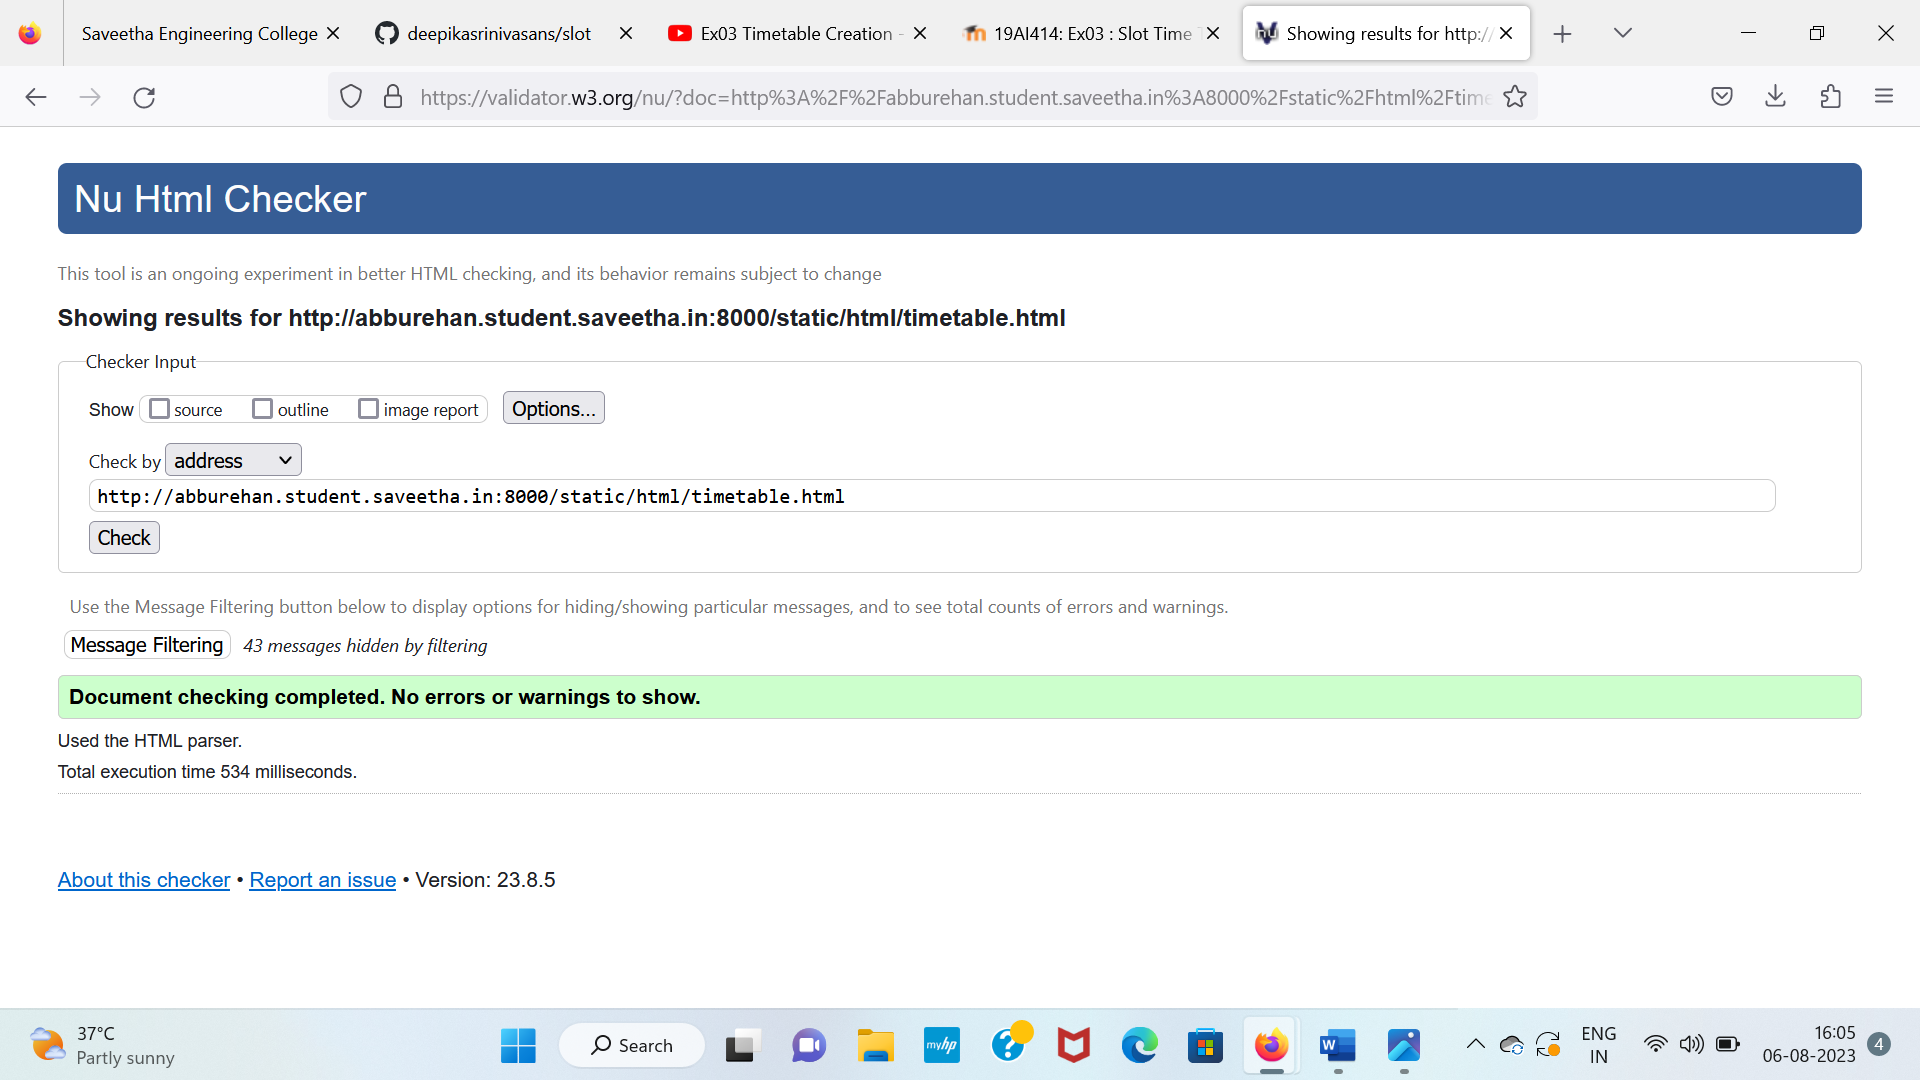 Saveetha Engineering College
deepikasrinivasans/slot
Ex03 Timetable Creation -
19AI414: Ex03 : Slot Time
Showing results for http://
https://validator.w3.org/nu/?doc=http%3A%2F%2Fabburehan.student.saveetha.in%3A8000%2Fstatic%2Fhtml%2Ftime
Nu Html Checker
This tool is an ongoing experiment in better HTML checking, and its behavior remains subject to change
Showing results for http://abburehan.student.saveetha.in:8000/static/html/timetable.html
Checker Input
Show source outline image report Options...
Check by address
http://abburehan.student.saveetha.in:8000/static/html/timetable.html
Check
Use the Message Filtering button below to display options for hiding/showing particular messages, and to see total counts of errors and warnings.
Message Filtering 43 messages hidden by filtering
Document checking completed. No errors or warnings to show.
Used the HTML parser.
Total execution time 534 milliseconds.
About this checker • Report an issue • Version: 23.8.5
37°C
Partly sunny
Search
myhp
W
ENG
IN
16:05
06-08-2023
4